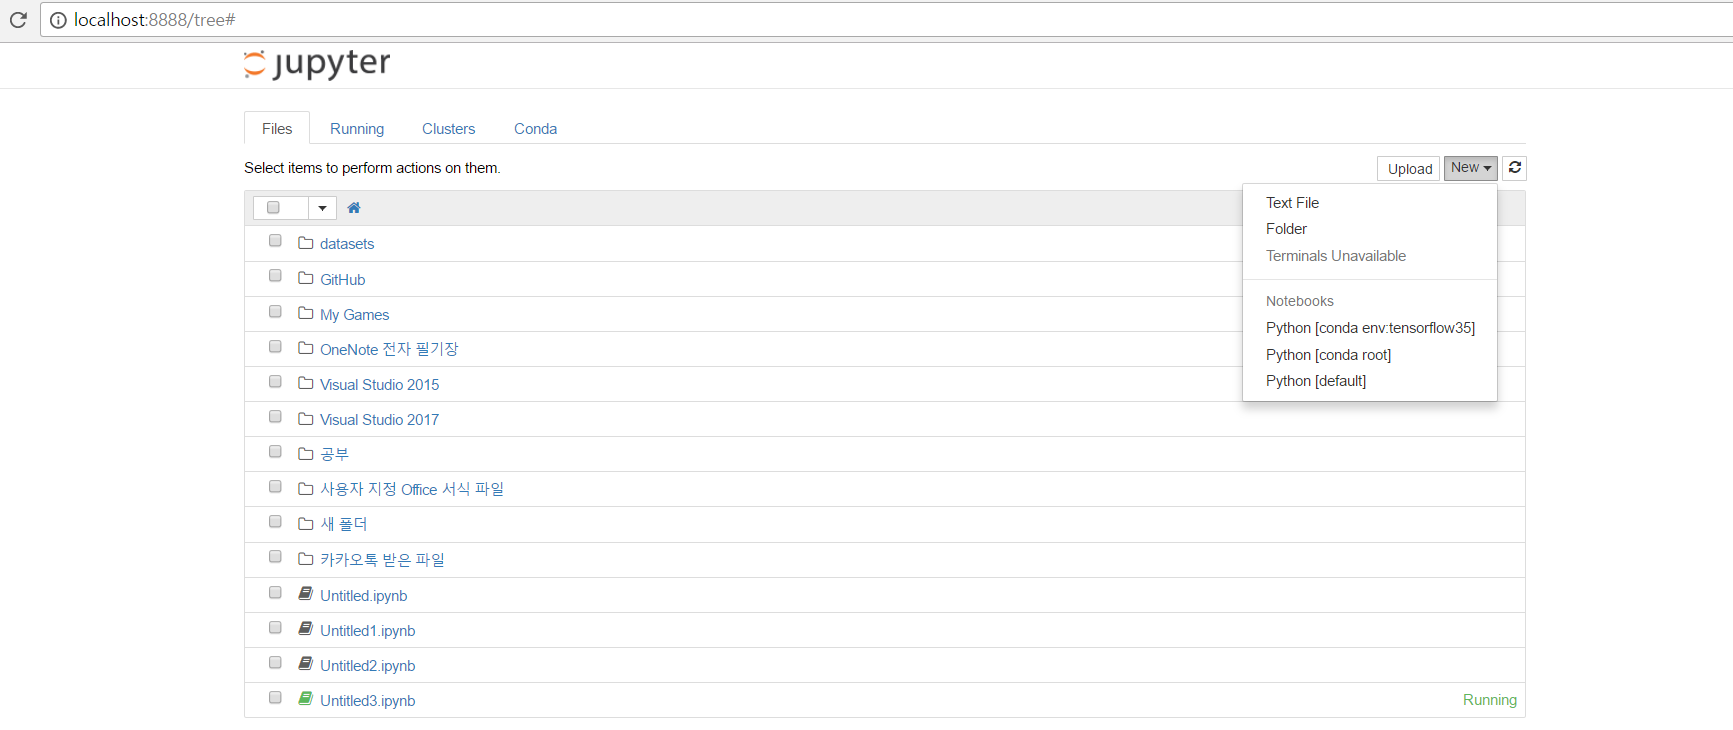 localhost:8888/tree#
jupyter
Files Running Clusters Conda
Select items to perform actions on them.
Upload New
Text File
Folder
Terminals Unavailable
Notebooks
Python [conda env:tensorflow35]
Python [conda root]
Python [default]
datasets
GitHub
My Games
OneNote 전자 필기장
Visual Studio 2015
Visual Studio 2017
공부
사용자 지정 Office 서식 파일
새 폴더
카카오톡 받은 파일
Untitled.ipynb
Untitled1.ipynb
Untitled2.ipynb
Untitled3.ipynb Running